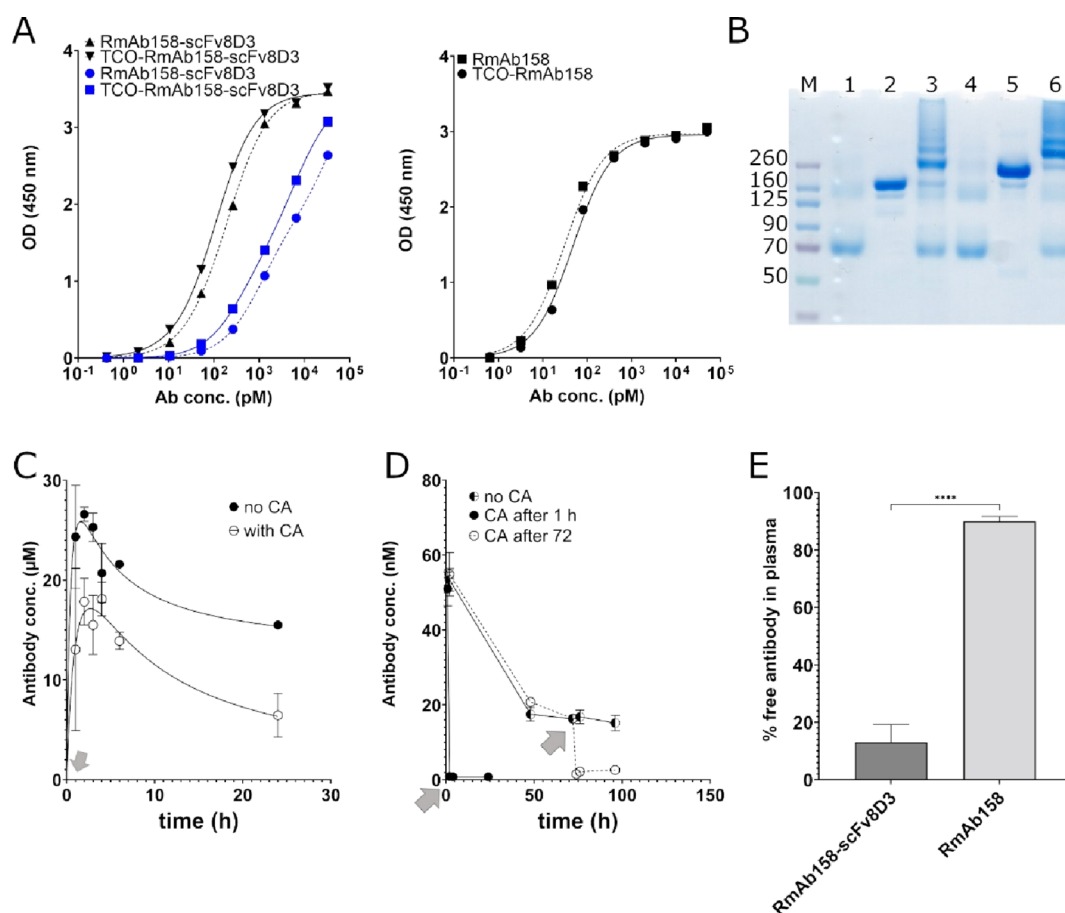 A
RmAb158-scFv8D3
TCO-RmAb158-scFv8D3
RmAb158-scFv8D3
TCO-RmAb158-scFv8D3
4
3
2
1
0
OD (450 nm)
10-1 100 101 102 103 104 105
Ab conc. (pM)
RmAb158
TCO-RmAb158
4
3
2
1
0
OD (450 nm)
10-1 100 101 102 103 104 105
Ab conc. (pM)
B
M 1 2 3 4 5 6
260
160
125
90
70
50
C
30
20
10
0
Antibody conc. (µM)
no CA
with CA
0 10 20 30
time (h)
D
80
60
40
20
0
Antibody conc. (nM)
no CA
CA after 1 h
CA after 72
0 50 100 150
time (h)
E
100
80
60
40
20
0
% free antibody in plasma
****
RmAb158-scFv8D3
RmAb158